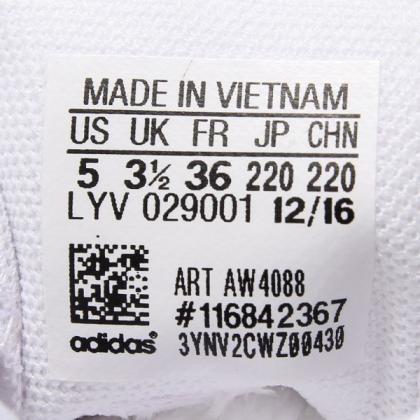 MADE IN VIETNAM
US UK FR JP CHN
5 3½ 36 220 220
LYV 029001 12/16
ART AW4088
#116842367
adidas® 3YNV2CWZ00430